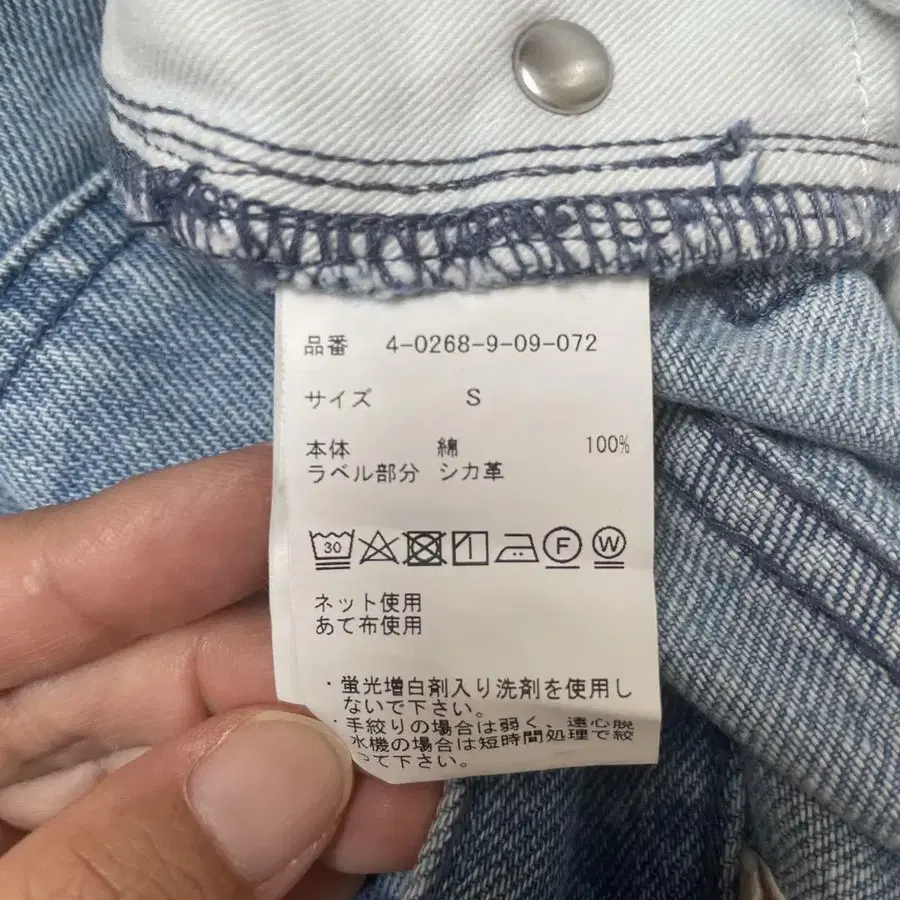 品番 4-0268-9-09-072
サイズ S
本体 綿 100%
ラベル部分 シカ革
30 F W
ネット使用
あて布使用
・蛍光増白剤入り洗剤を使用し
ないで下さい。
・手絞りの場合は弱く、遠心脱
水機の場合は短時間処理で絞
って下さい。